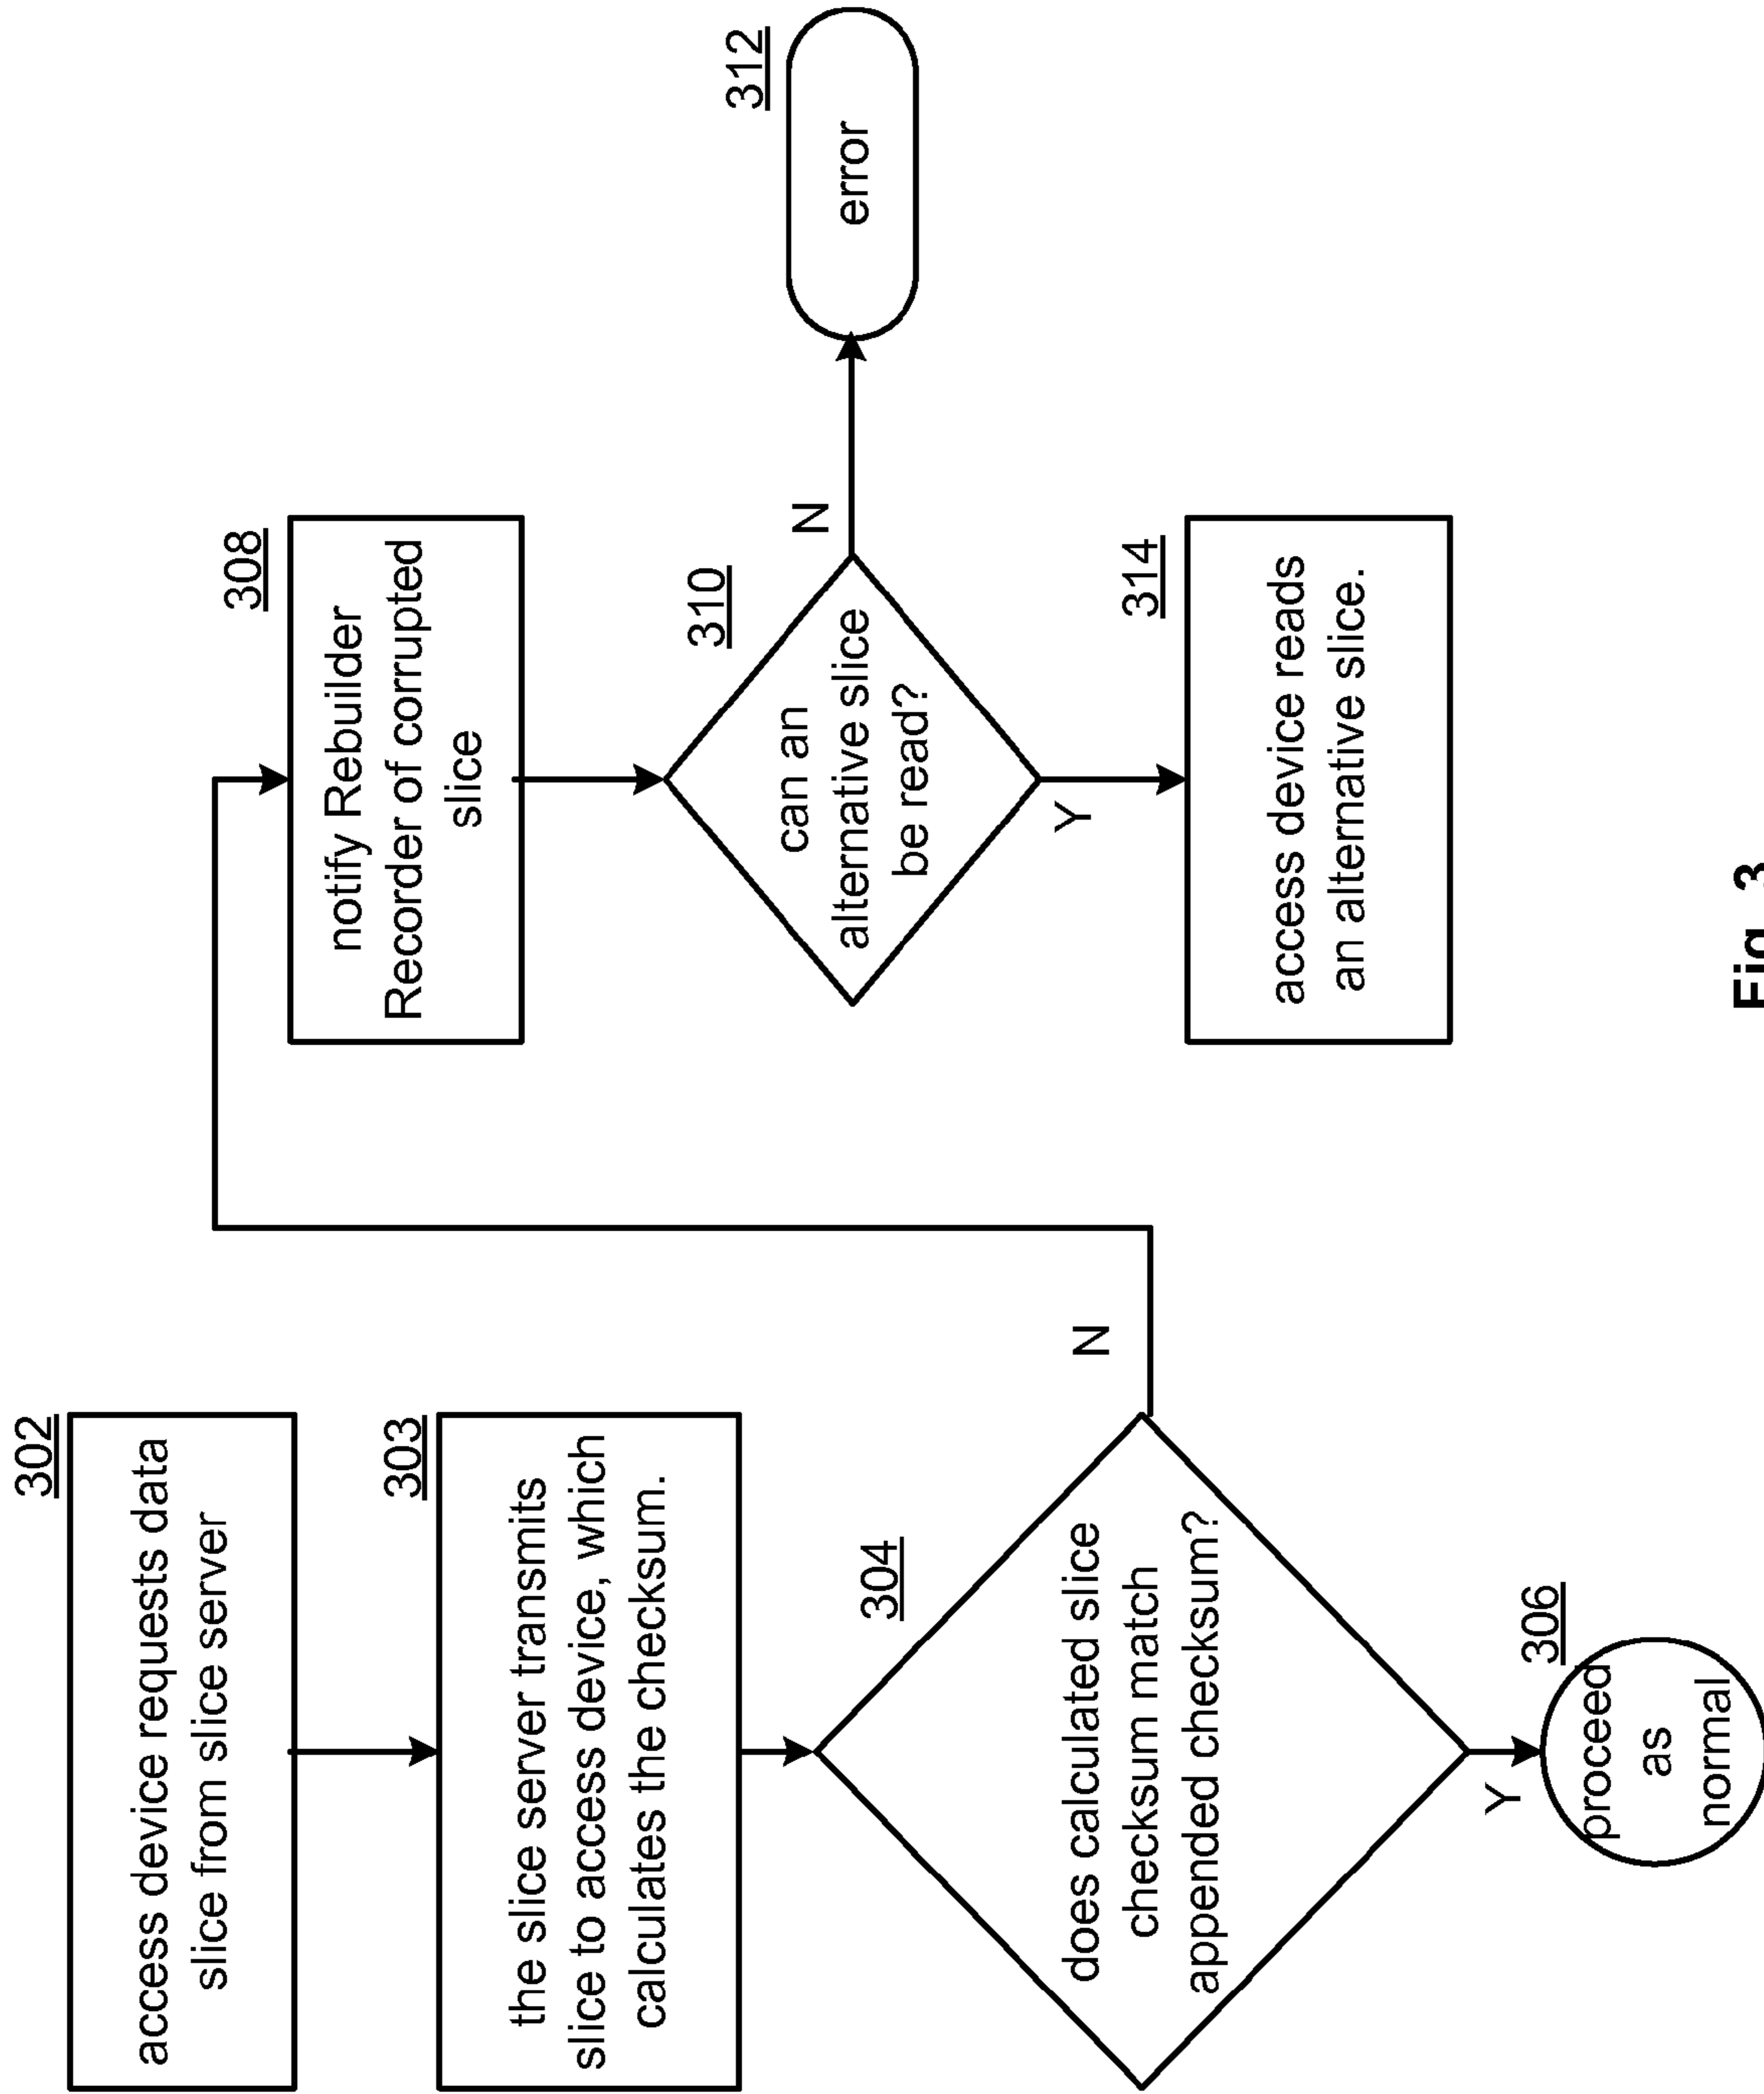 302
access device requests data
slice from slice server
303
the slice server transmits
slice to access device, which
calculates the checksum.
304
does calculated slice
checksum match
appended checksum?
N
Y
306
proceed
as
normal
308
notify Rebuilder
Recorder of corrupted
slice
310
can an
alternative slice
be read?
N
312
error
Y
314
access device reads
an alternative slice.
Fig. 3